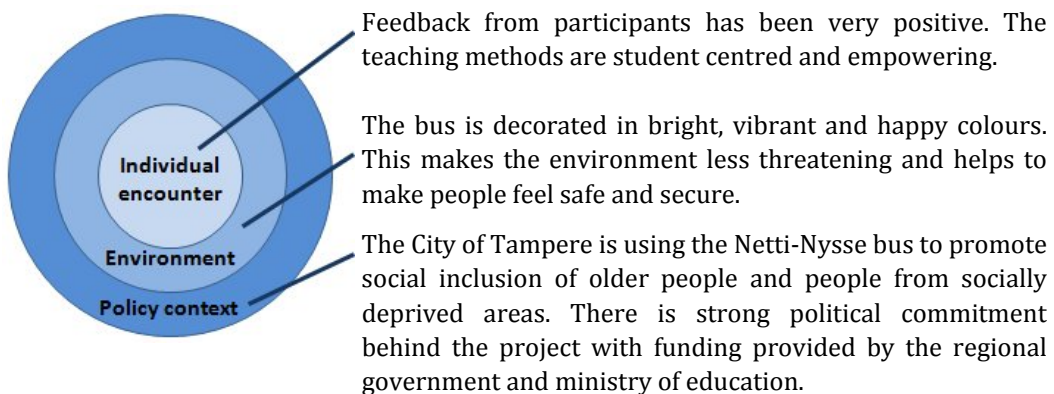 Feedback from participants has been very positive. The
teaching methods are student centred and empowering.
The bus is decorated in bright, vibrant and happy colours.
This makes the environment less threatening and helps to
make people feel safe and secure.
The City of Tampere is using the Netti-Nysse bus to promote
social inclusion of older people and people from socially
deprived areas. There is strong political commitment
behind the project with funding provided by the regional
government and ministry of education.
Individual
encounter
Environment
Policy context